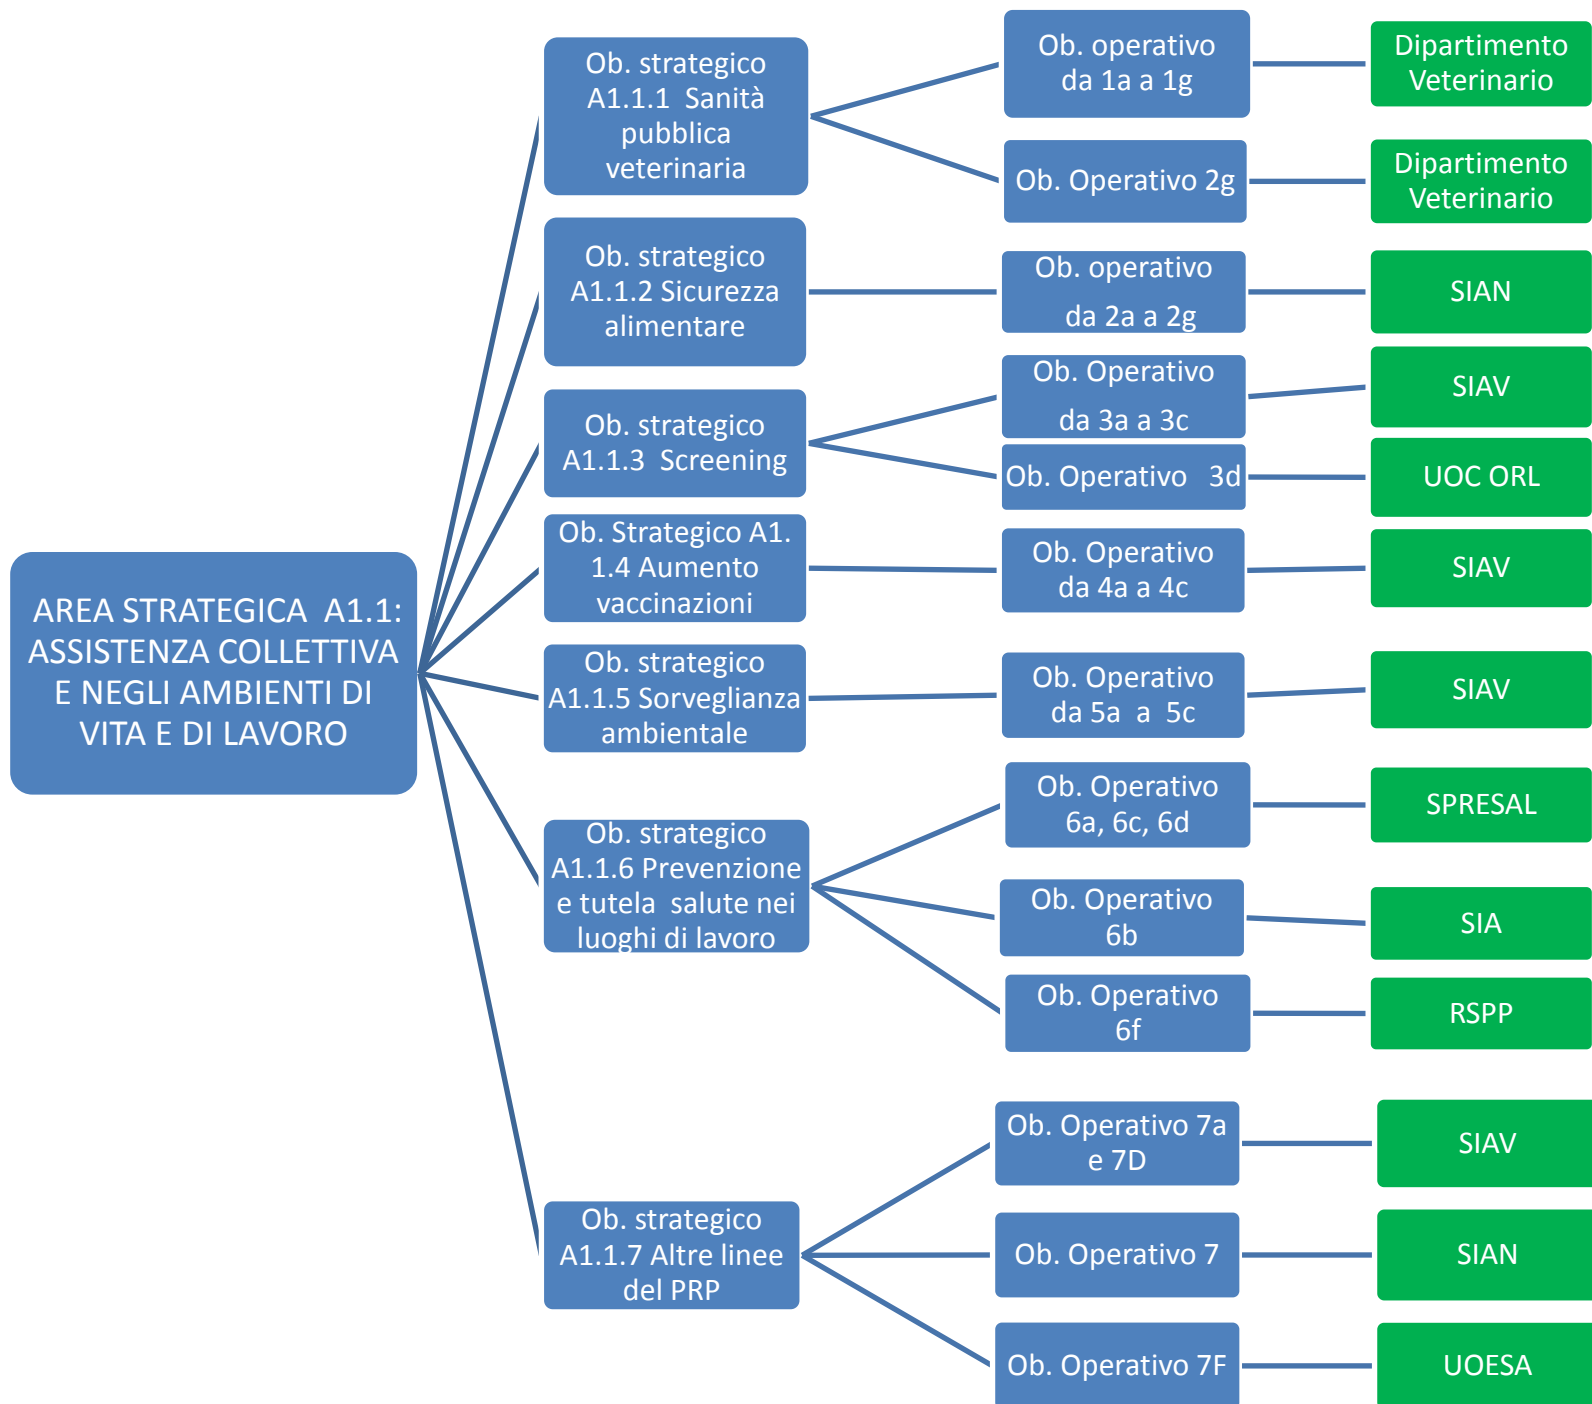 AREA STRATEGICA A1.1:
ASSISTENZA COLLETTIVA
E NEGLI AMBIENTI DI
VITA E DI LAVORO
Ob. strategico
A1.1.1 Sanità
pubblica
veterinaria
Ob. operativo
da 1a a 1g
Dipartimento
Veterinario
Ob. Operativo 2g
Dipartimento
Veterinario
Ob. strategico
A1.1.2 Sicurezza
alimentare
Ob. operativo
da 2a a 2g
SIAN
Ob. strategico
A1.1.3 Screening
Ob. Operativo
da 3a a 3c
SIAV
Ob. Operativo 3d
UOC ORL
Ob. Strategico A1.
1.4 Aumento
vaccinazioni
Ob. Operativo
da 4a a 4c
SIAV
Ob. strategico
A1.1.5 Sorveglianza
ambientale
Ob. Operativo
da 5a a 5c
SIAV
Ob. strategico
A1.1.6 Prevenzione
e tutela salute nei
luoghi di lavoro
Ob. Operativo
6a, 6c, 6d
SPRESAL
Ob. Operativo
6b
SIA
Ob. Operativo
6f
RSPP
Ob. strategico
A1.1.7 Altre linee
del PRP
Ob. Operativo 7a
e 7D
SIAV
Ob. Operativo 7
SIAN
Ob. Operativo 7F
UOESA